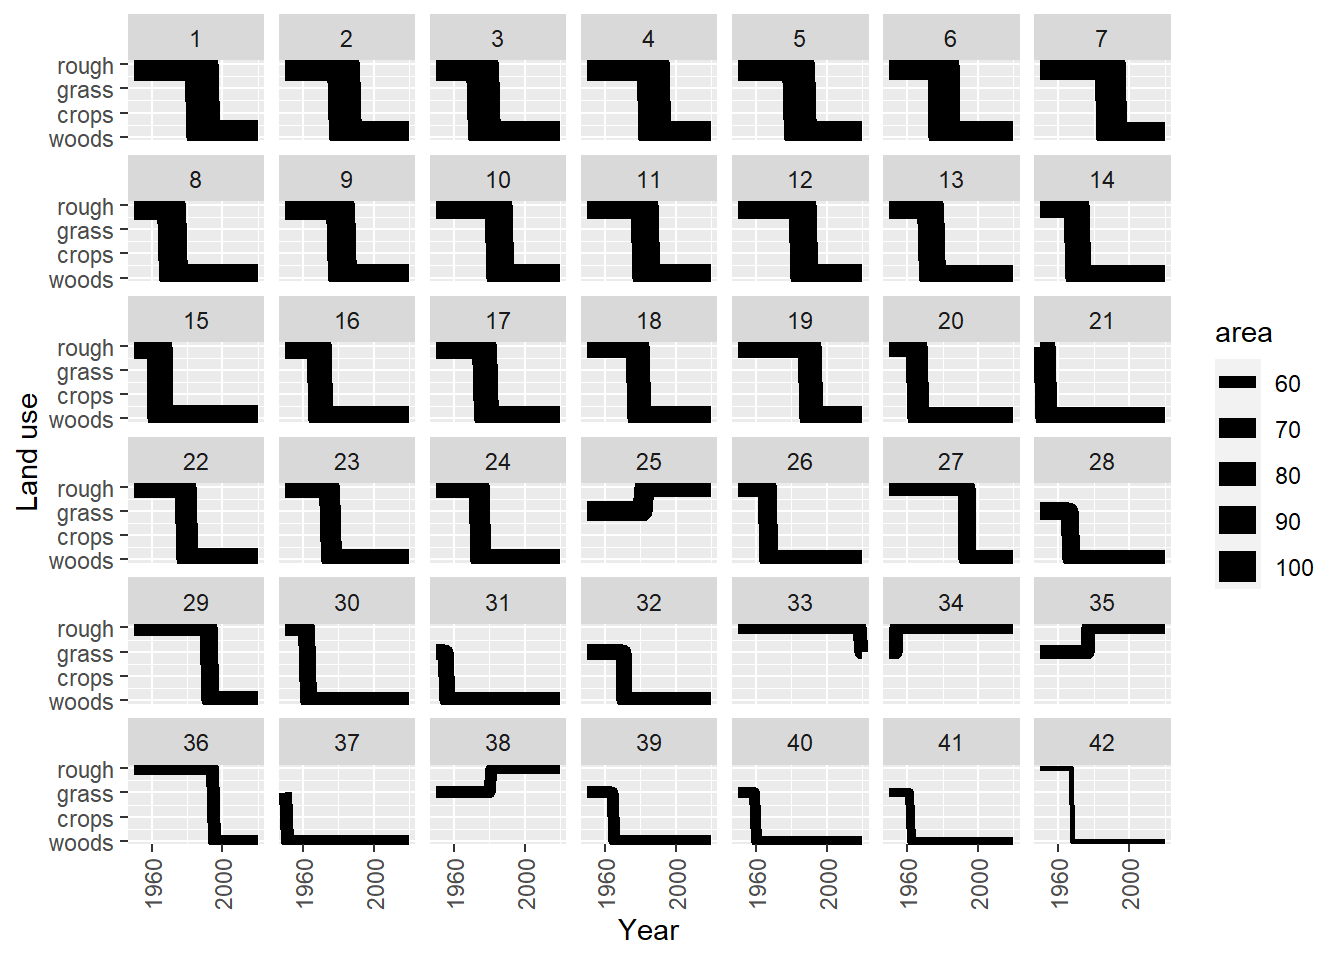 1 2 3 4 5 6 7
rough
grass
crops
woods
8 9 10 11 12 13 14
rough
grass
crops
woods
15 16 17 18 19 20 21
rough
grass
crops
woods
22 23 24 25 26 27 28
rough
grass
crops
woods
29 30 31 32 33 34 35
rough
grass
crops
woods
36 37 38 39 40 41 42
rough
grass
crops
woods
1960 2000 1960 2000 1960 2000 1960 2000 1960 2000 1960 2000 1960 2000
Year
Land use
area
60
70
80
90
100